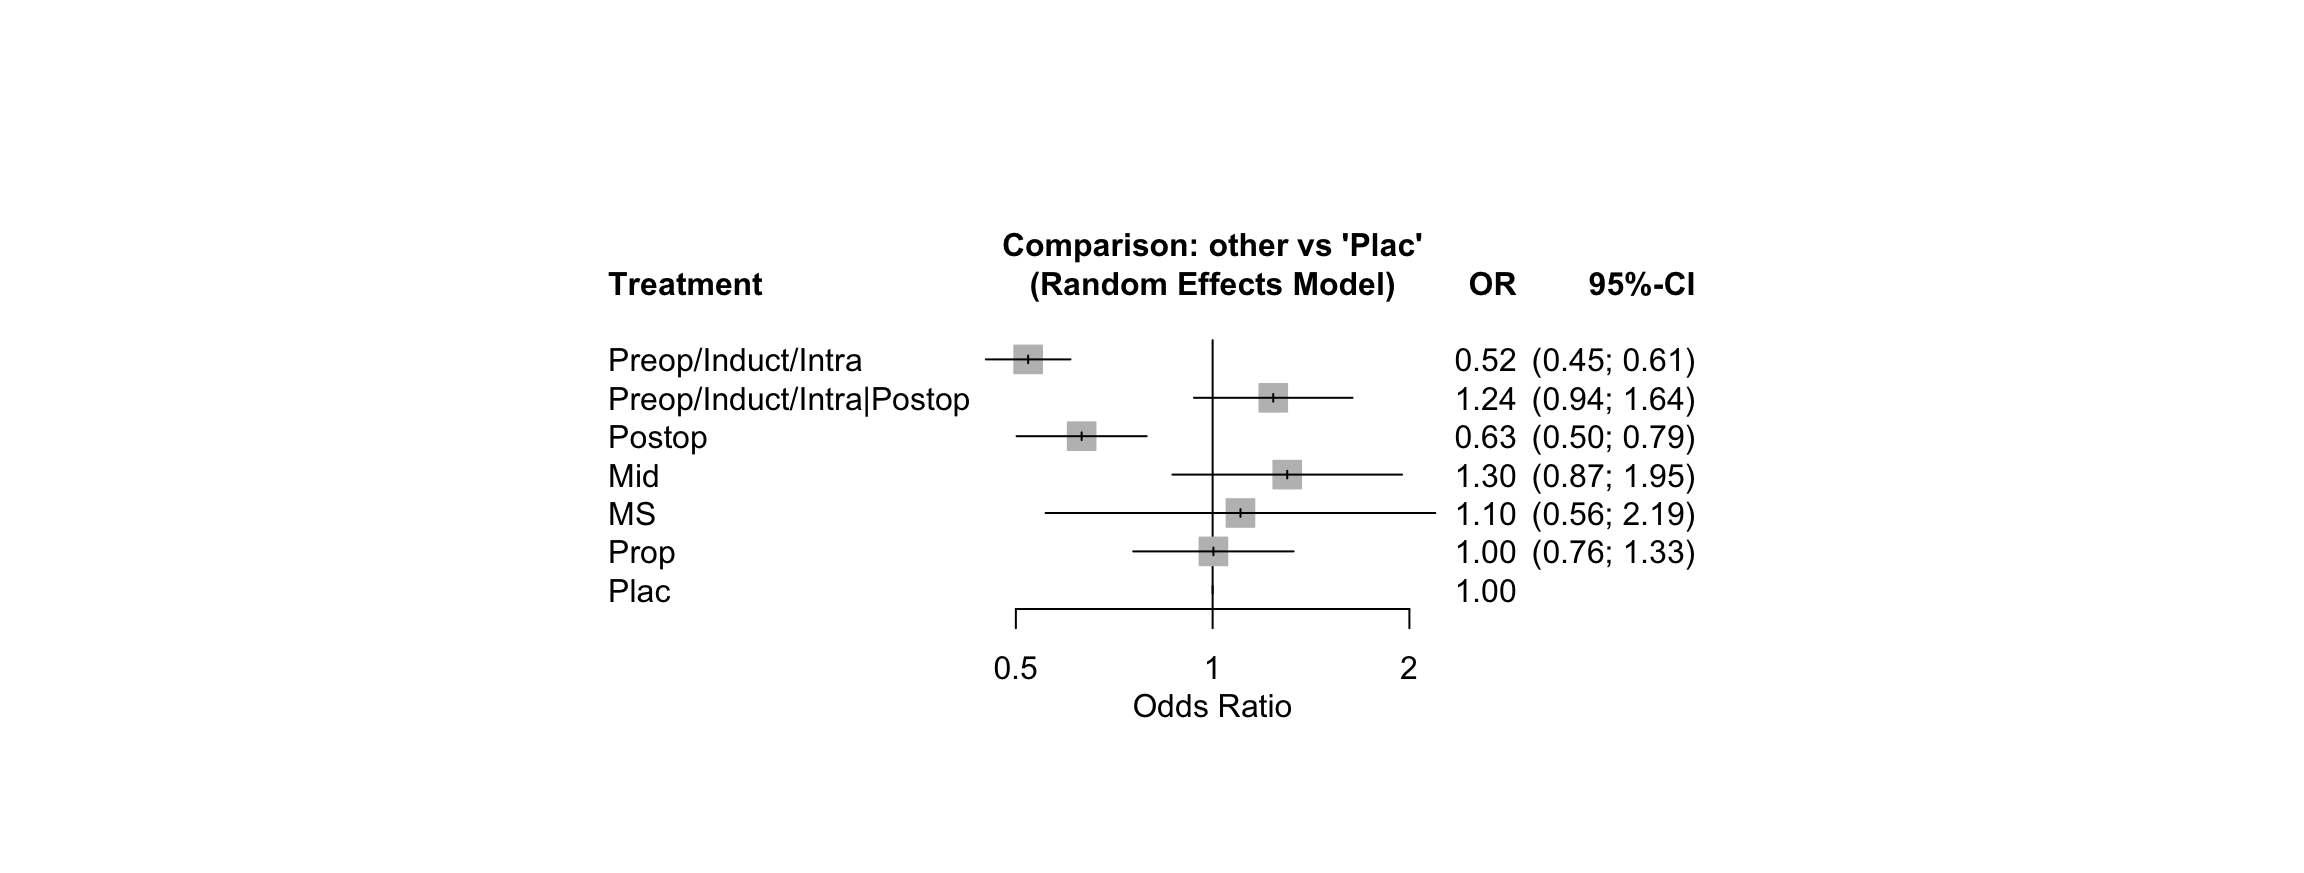 Comparison: other vs 'Plac'
Treatment (Random Effects Model) OR 95%-CI
Preop/Induct/Intra 0.52 (0.45; 0.61)
Preop/Induct/Intra|Postop 1.24 (0.94; 1.64)
Postop 0.63 (0.50; 0.79)
Mid 1.30 (0.87; 1.95)
MS 1.10 (0.56; 2.19)
Prop 1.00 (0.76; 1.33)
Plac 1.00
0.5 1 2
Odds Ratio